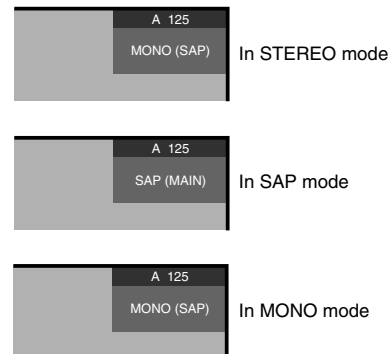 A 125
MONO (SAP)
In STEREO mode
A 125
SAP (MAIN)
In SAP mode
A 125
MONO (SAP)
In MONO mode